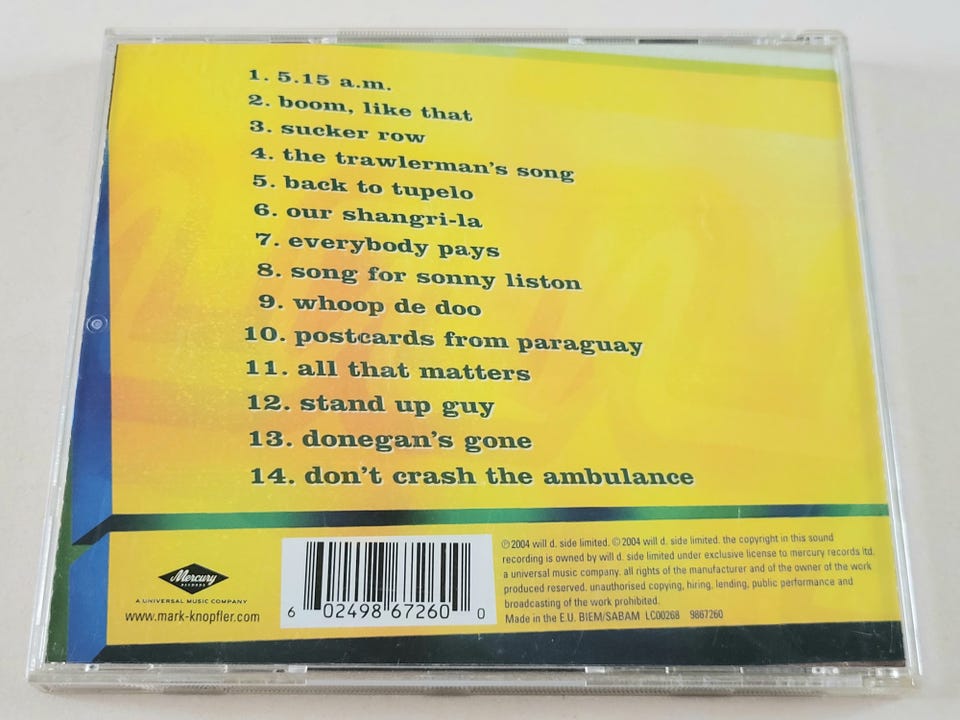 1. 5.15 a.m.
2. boom, like that
3. sucker row
4. the trawlerman's song
5. back to tupelo
6. our shangri-la
7. everybody pays
8. song for sonny liston
9. whoop de doo
10. postcards from paraguay
11. all that matters
12. stand up guy
13. donegan's gone
14. don't crash the ambulance
Mercury
RECORDS
A UNIVERSAL MUSIC COMPANY
www.mark-knopfler.com
6 02498 67260 0
℗2004 will d. side limited. ©2004 will d. side limited. the copyright in this sound
recording is owned by will d. side limited under exclusive license to mercury records ltd.
a universal music company. all rights of the manufacturer and of the owner of the work
produced reserved. unauthorised copying, hiring, lending, public performance and
broadcasting of the work prohibited.
Made in the E.U. BIEM/SABAM LC00268 9867260